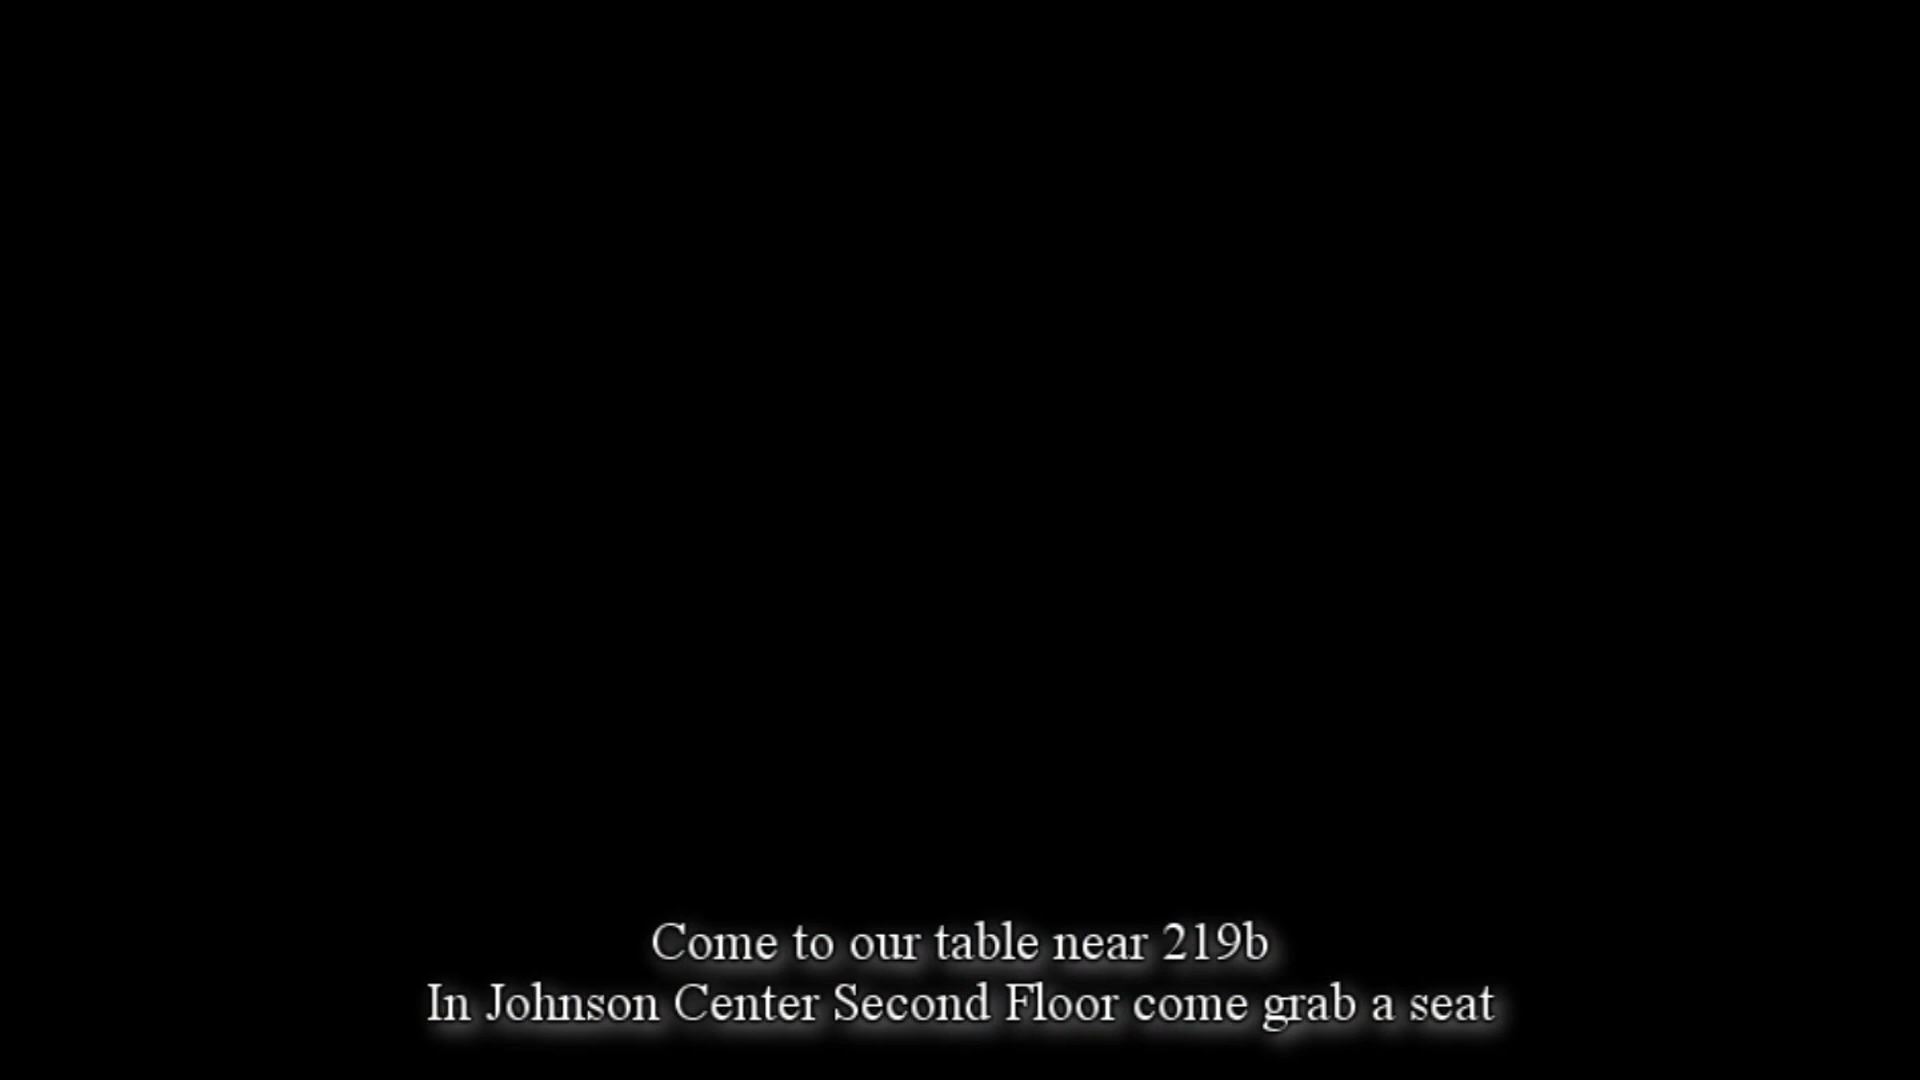 Come to our table near 219b
In Johnson Center Second Floor come grab a seat